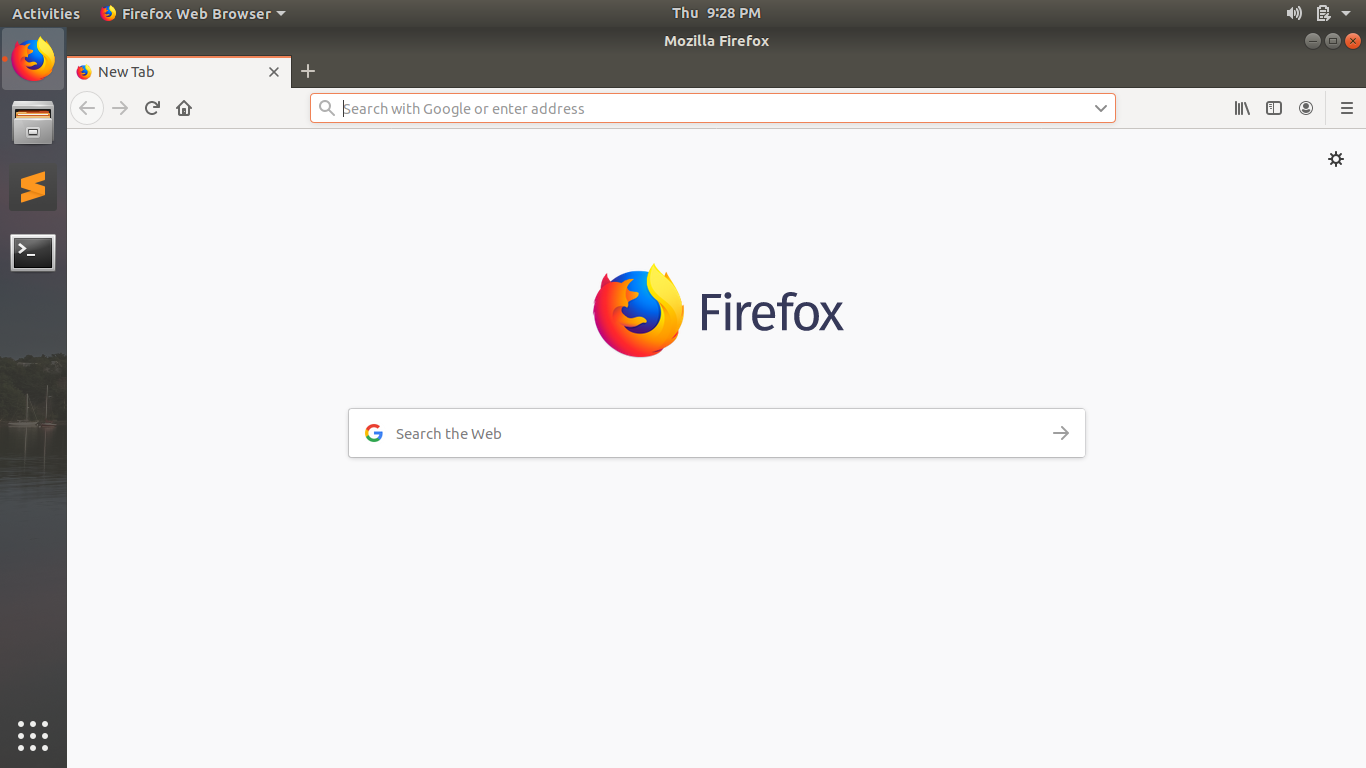 Activities
Firefox Web Browser
Thu 9:28 PM
Mozilla Firefox
New Tab
Search with Google or enter address
Firefox
Search the Web